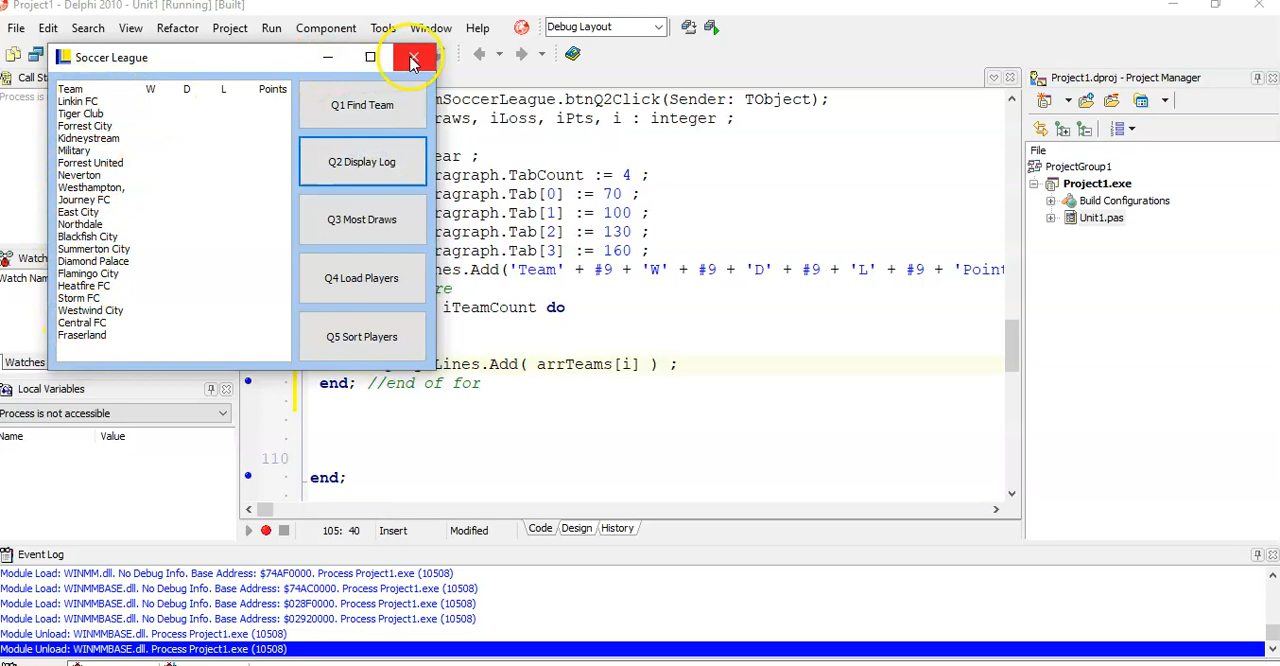 Project1 - Delphi 2010 - Unit1 [Running] [Built]
File Edit Search View Refactor Project Run Component Tools Window Help Debug Layout
Soccer League
Call St
Process is n
Team W D L Points
Linkin FC
Tiger Club
Forrest City
Kidneystream
Military
Forrest United
Neverton
Westhampton,
Journey FC
East City
Northdale
Blackfish City
Summerton City
Diamond Palace
Flamingo City
Heatfire FC
Storm FC
Westwind City
Central FC
Fraserland
Q1 Find Team
Q2 Display Log
Q3 Most Draws
Q4 Load Players
Q5 Sort Players
Watch
Watch Nam
Watches
mSoccerLeague.btnQ2Click(Sender: TObject);
raws, iLoss, iPts, i : integer ;
ear ;
ragraph.TabCount := 4 ;
ragraph.Tab[0] := 70 ;
ragraph.Tab[1] := 100 ;
ragraph.Tab[2] := 130 ;
ragraph.Tab[3] := 160 ;
nes.Add('Team' + #9 + 'W' + #9 + 'D' + #9 + 'L' + #9 + 'Poin
re
iTeamCount do
Lines.Add( arrTeams[i] ) ;
end; //end of for
110
end;
105: 40 Insert Modified Code Design History
Local Variables
Process is not accessible
Name Value
Project1.dproj - Project Manager
File
ProjectGroup1
Project1.exe
Build Configurations
Unit1.pas
Event Log
Module Load: WINMM.dll. No Debug Info. Base Address: $74AF0000. Process Project1.exe (10508)
Module Load: WINMMBASE.dll. No Debug Info. Base Address: $74AC0000. Process Project1.exe (10508)
Module Load: WINMMBASE.dll. No Debug Info. Base Address: $028F0000. Process Project1.exe (10508)
Module Load: WINMMBASE.dll. No Debug Info. Base Address: $02920000. Process Project1.exe (10508)
Module Unload: WINMMBASE.dll. Process Project1.exe (10508)
Module Unload: WINMMBASE.dll. Process Project1.exe (10508)